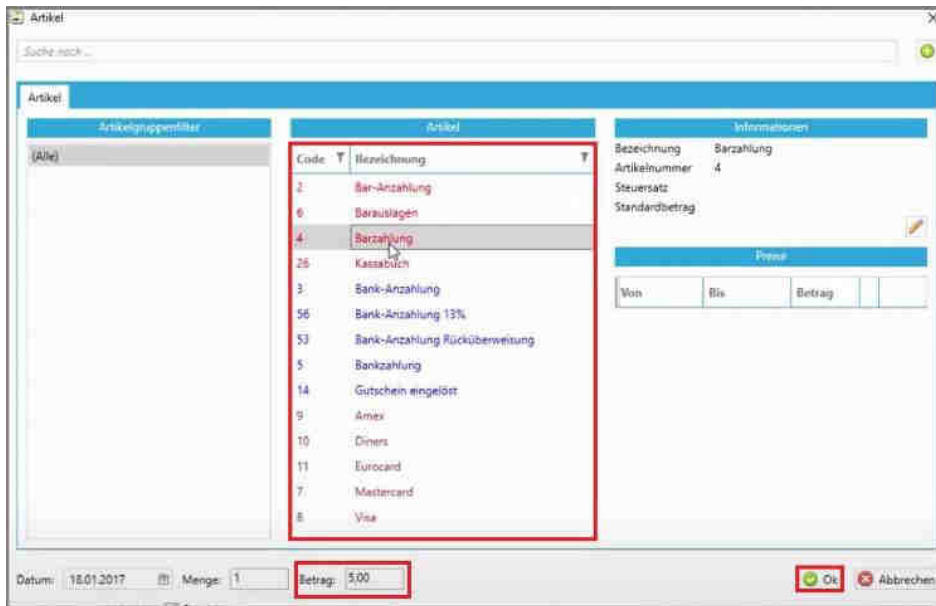 Artikel
Suche nach ...
Artikel
Artikelgruppenfilter
(Alle)
Artikel
Code Bezeichnung
2 Bar-Anzahlung
6 Barauslagen
4 Barzahlung
26 Kassabuch
3 Bank-Anzahlung
56 Bank-Anzahlung 13%
53 Bank-Anzahlung Rücküberweisung
5 Bankzahlung
14 Gutschein eingelöst
9 Amex
10 Diners
11 Eurocard
7 Mastercard
8 Visa
Informationen
Bezeichnung Barzahlung
Artikelnummer 4
Steuersatz
Standardbetrag
Preise
Von Bis Betrag
Datum: 18.01.2017 Menge: 1 Betrag: 5,00 Ok Abbrechen